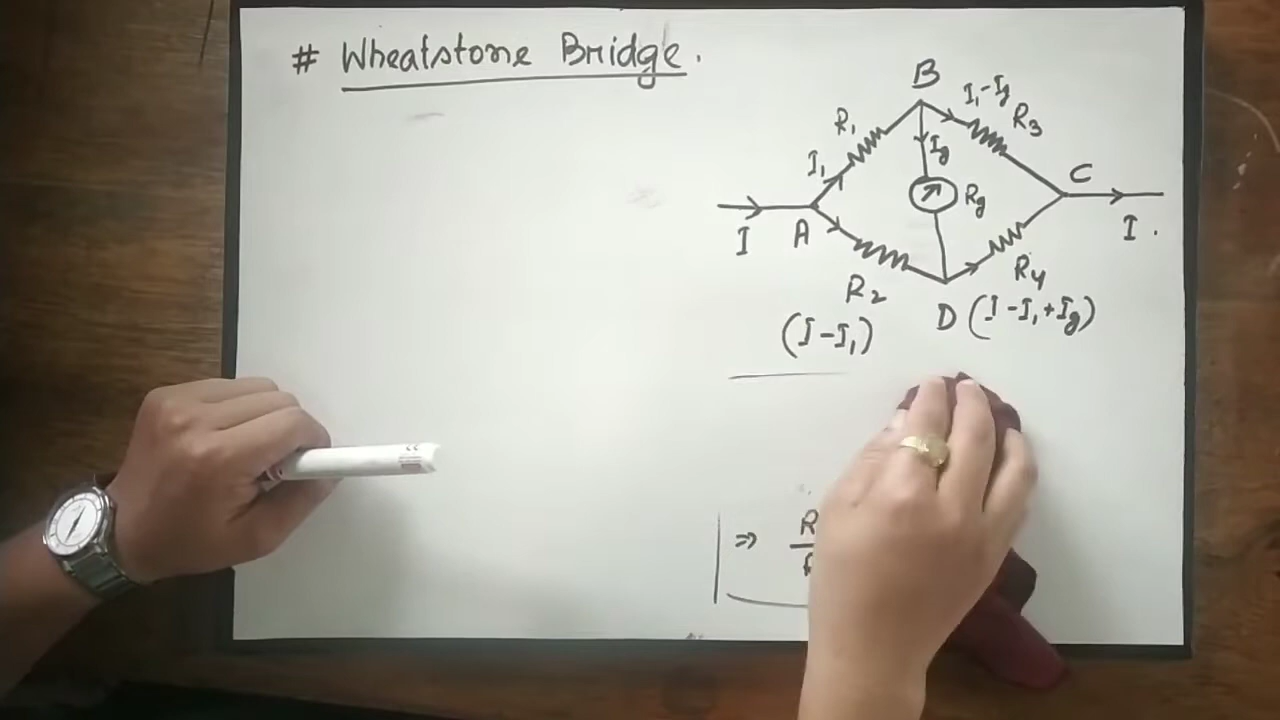 # Wheatstone Bridge.
B
I₁-Ig
R₁
R₃
Ig
I₁
C
Rg
A
I
I.
R₄
R₂
D (I-I₁+Ig)
(I-I₁)
⇒ R